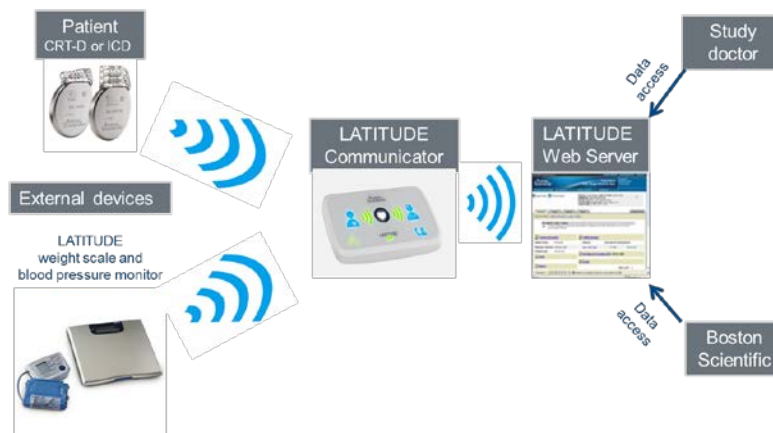 Patient
CRT-D or ICD
External devices
LATITUDE
weight scale and
blood pressure monitor
LATITUDE
Communicator
LATITUDE
Web Server
Study
doctor
Data
access
Data
access
Boston
Scientific